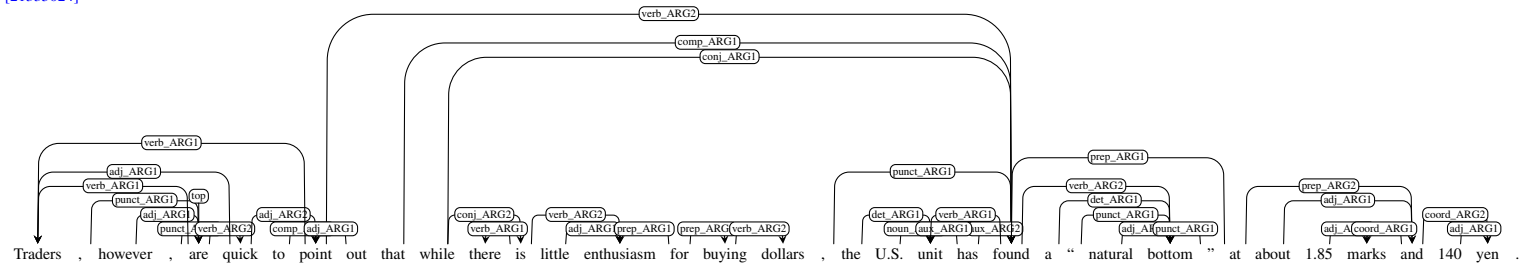 verb_ARG2
comp_ARG1
conj_ARG1
verb_ARG1
prep_ARG1
adj_ARG1 punct_ARG1
verb_ARG1 top verb_ARG2 prep_ARG2
punct_ARG1 det_ARG1 adj_ARG1
adj_ARG1 adj_ARG2 conj_ARG2 verb_ARG2 det_ARG1 verb_ARG1 punct_ARG1 coord_ARG2
verb_ARG2 adj_ARG1 verb_ARG1 prep_ARG1 verb_ARG2 aux_ARG1 punct_ARG1 coord_ARG1 adj_ARG1
Traders , however , are quick to point out that while there is little enthusiasm for buying dollars , the U.S. unit has found a “ natural bottom ” at about 1.85 marks and 140 yen .